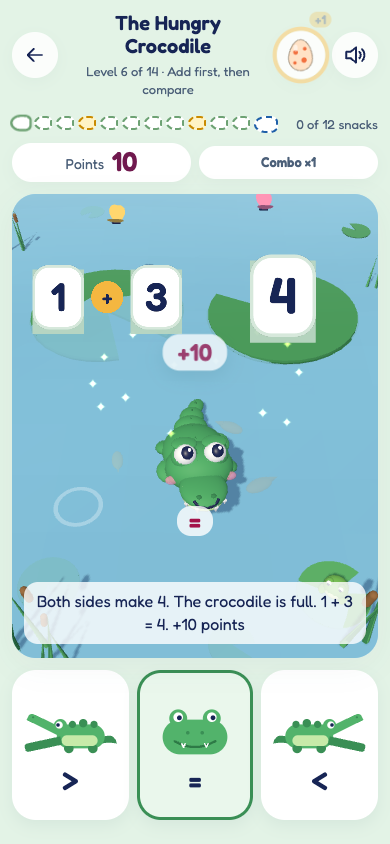 The Hungry
Crocodile
+1
Level 6 of 14 · Add first, then
compare
0 of 12 snacks
Points 10
Combo ×1
1 + 3
4
+10
=
Both sides make 4. The crocodile is full. 1 + 3
= 4. +10 points
> = <